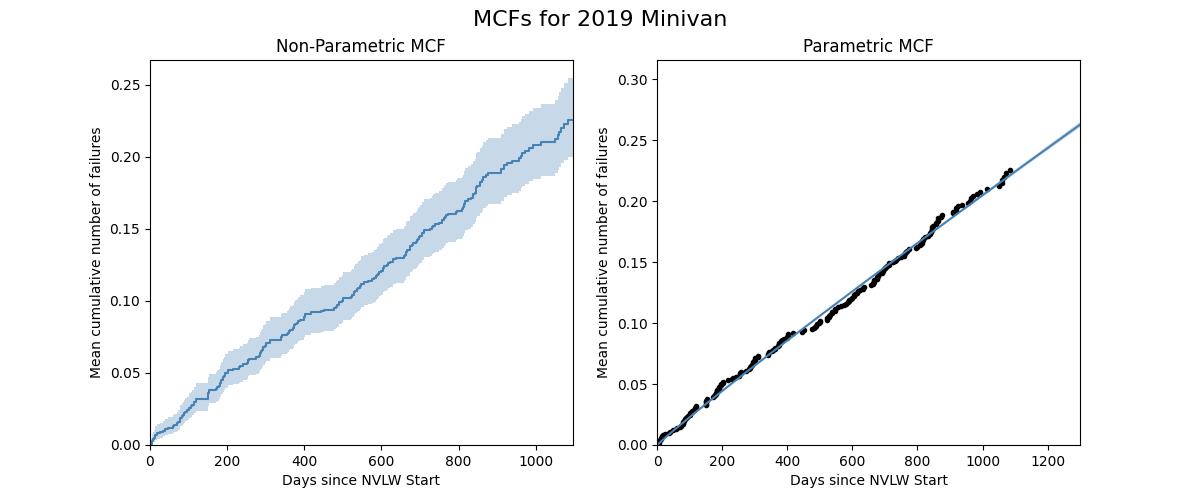 MCFs for 2019 Minivan
Non-Parametric MCF
Mean cumulative number of failures
0.25
0.20
0.15
0.10
0.05
0.00
0 200 400 600 800 1000
Days since NVLW Start
Parametric MCF
Mean cumulative number of failures
0.30
0.25
0.20
0.15
0.10
0.05
0.00
0 200 400 600 800 1000 1200
Days since NVLW Start